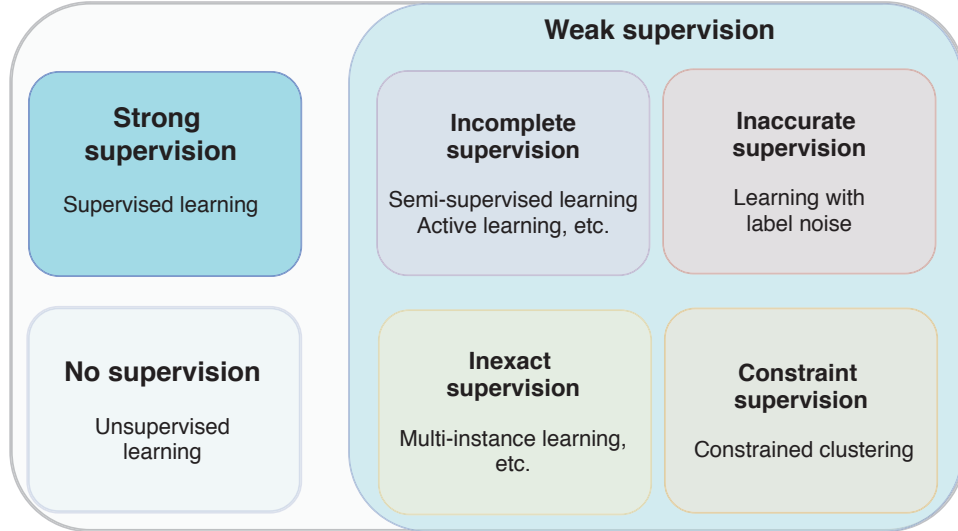 Weak supervision
Strong
supervision
Supervised learning
Incomplete
supervision
Semi-supervised learning
Active learning, etc.
Inaccurate
supervision
Learning with
label noise
No supervision
Unsupervised
learning
Inexact
supervision
Multi-instance learning,
etc.
Constraint
supervision
Constrained clustering